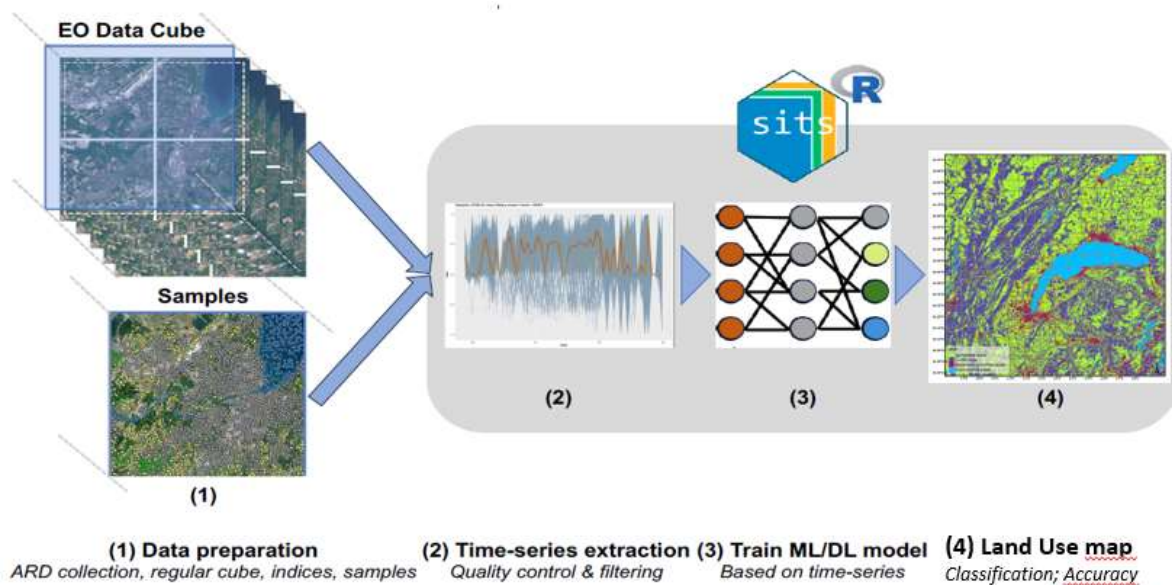 EO Data Cube
R
sits
Samples
(1)
(2)
(3)
(4)
(1) Data preparation
ARD collection, regular cube, indices, samples
(2) Time-series extraction
Quality control & filtering
(3) Train ML/DL model
Based on time-series
(4) Land Use map
Classification; Accuracy